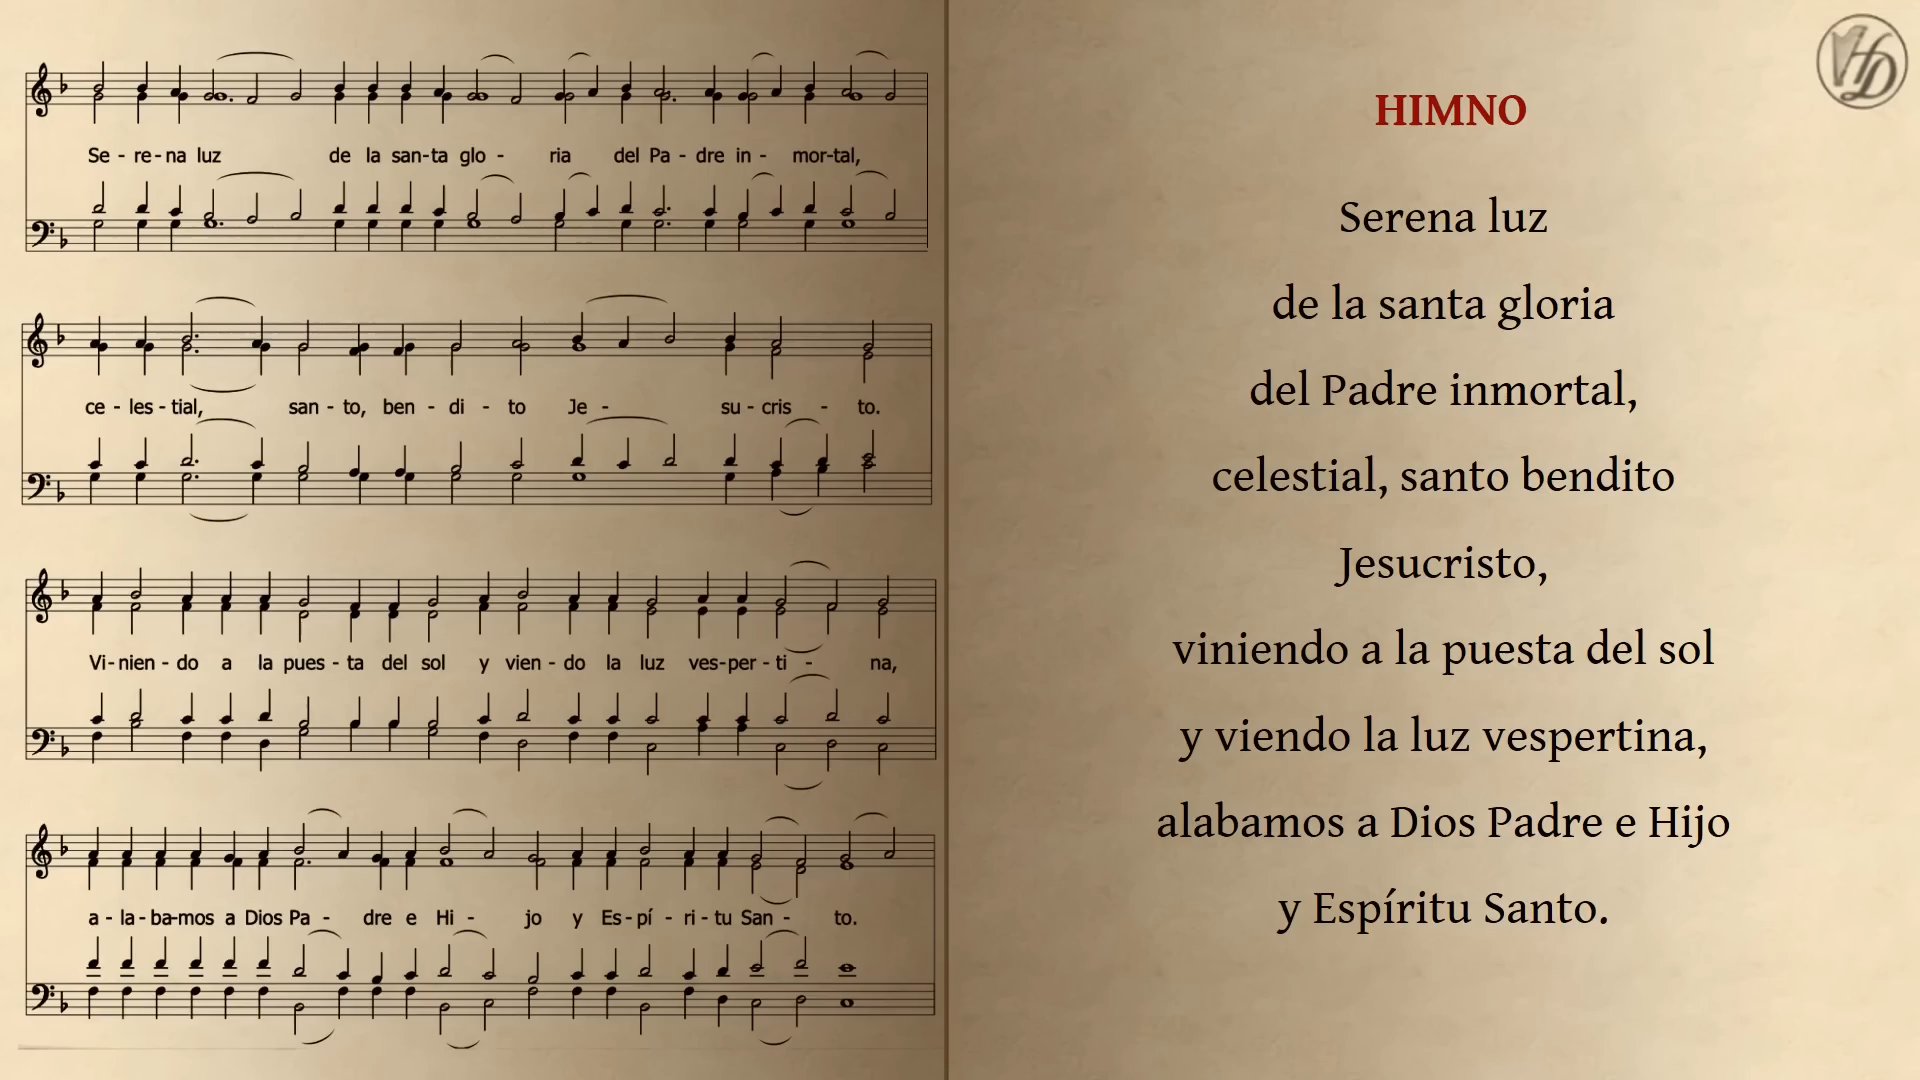 Se - re - na luz de la san - ta glo - ria del Pa - dre in - mor - tal,
ce - les - tial, san - to, ben - di - to Je - su - cris - to.
Vi - nien - do a la pues - ta del sol y vien - do la luz ves - per - ti - na,
a - la - ba - mos a Dios Pa - dre e Hi - jo y Es - pí - ri - tu San - to.
HD
HIMNO
Serena luz
de la santa gloria
del Padre inmortal,
celestial, santo bendito
Jesucristo,
viniendo a la puesta del sol
y viendo la luz vespertina,
alabamos a Dios Padre e Hijo
y Espíritu Santo.